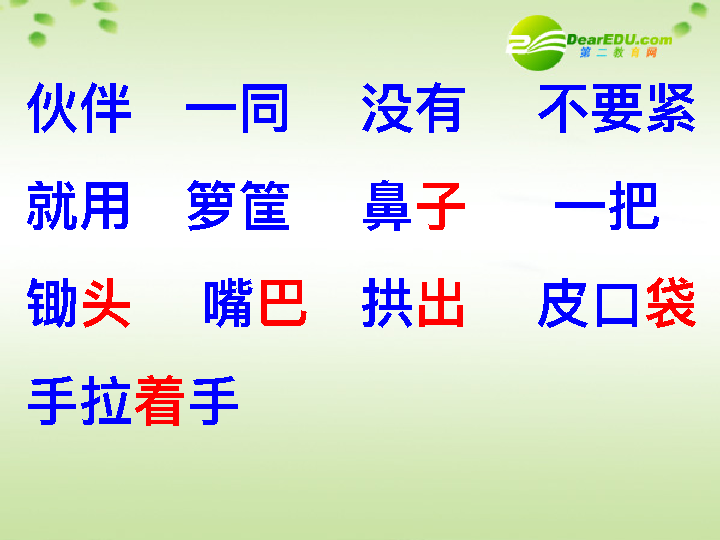 DearEDU.com
第二教育网
伙伴 一同 没有 不要紧
就用 箩筐 鼻子 一把
锄头 嘴巴 拱出 皮口袋
手拉着手